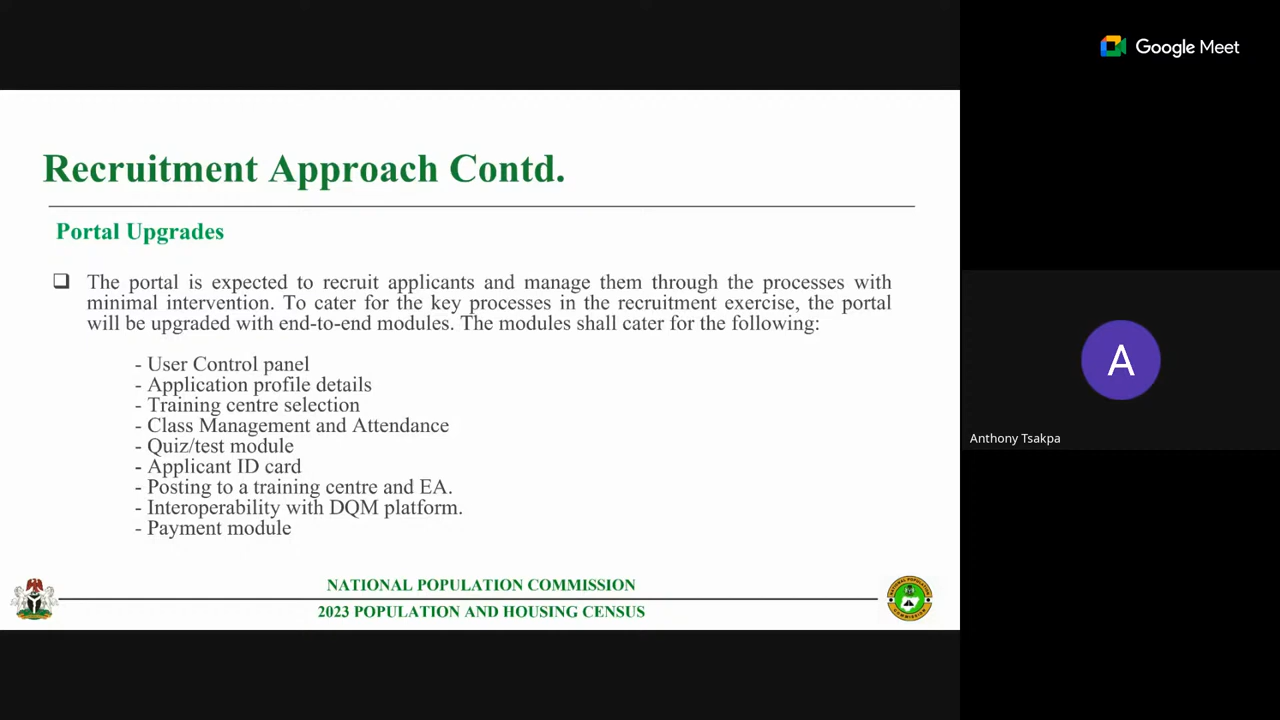 Google Meet
Recruitment Approach Contd.
Portal Upgrades
❑ The portal is expected to recruit applicants and manage them through the processes with
minimal intervention. To cater for the key processes in the recruitment exercise, the portal
will be upgraded with end-to-end modules. The modules shall cater for the following:
- User Control panel
- Application profile details
- Training centre selection
- Class Management and Attendance
- Quiz/test module
- Applicant ID card
- Posting to a training centre and EA.
- Interoperability with DQM platform.
- Payment module
NATIONAL POPULATION COMMISSION
2023 POPULATION AND HOUSING CENSUS
A
Anthony Tsakpa